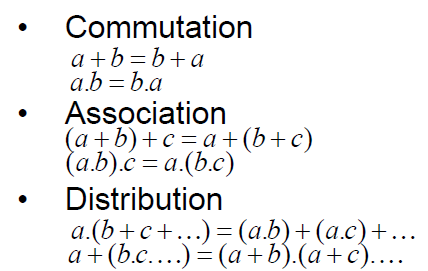 • Commutation
a + b = b + a
a.b = b.a
• Association
(a + b) + c = a + (b + c)
(a.b).c = a.(b.c)
• Distribution
a.(b + c + …) = (a.b) + (a.c) + …
a + (b.c.…) = (a + b).(a + c).…